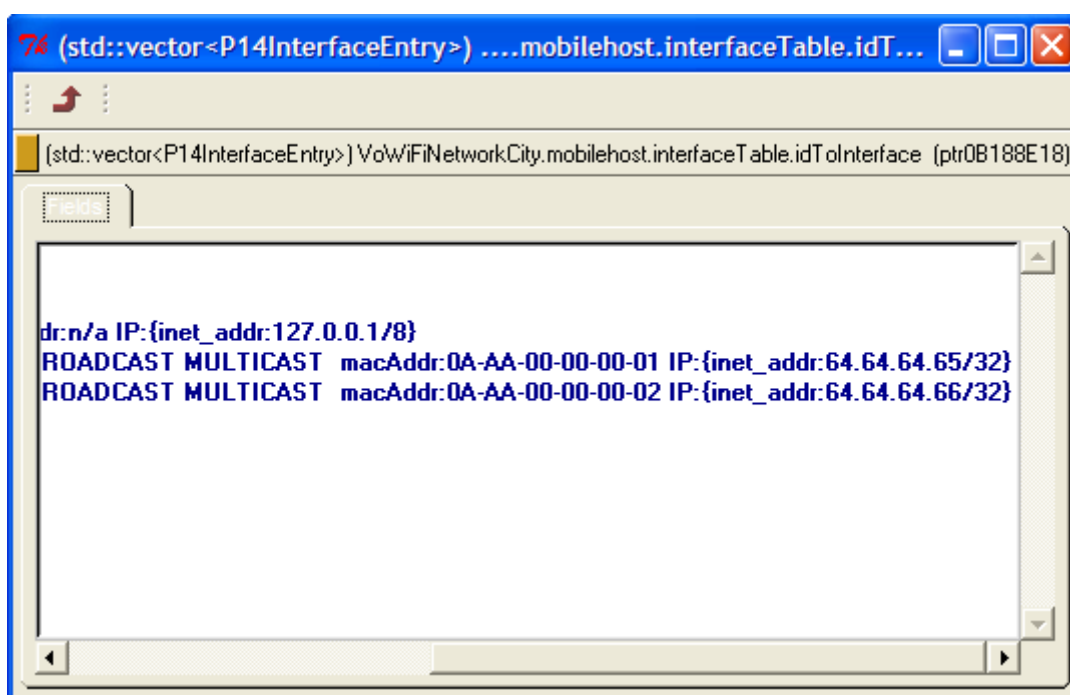 7% (std::vector<P14InterfaceEntry>) ....mobilehost.interfaceTable.idT...
(std::vector<P14InterfaceEntry>) VoWiFiNetworkCity.mobilehost.interfaceTable.idToInterface (ptr0B188E18)
Fields
dr:n/a IP:{inet_addr:127.0.0.1/8}
ROADCAST MULTICAST macAddr:0A-AA-00-00-00-01 IP:{inet_addr:64.64.64.65/32}
ROADCAST MULTICAST macAddr:0A-AA-00-00-00-02 IP:{inet_addr:64.64.64.66/32}